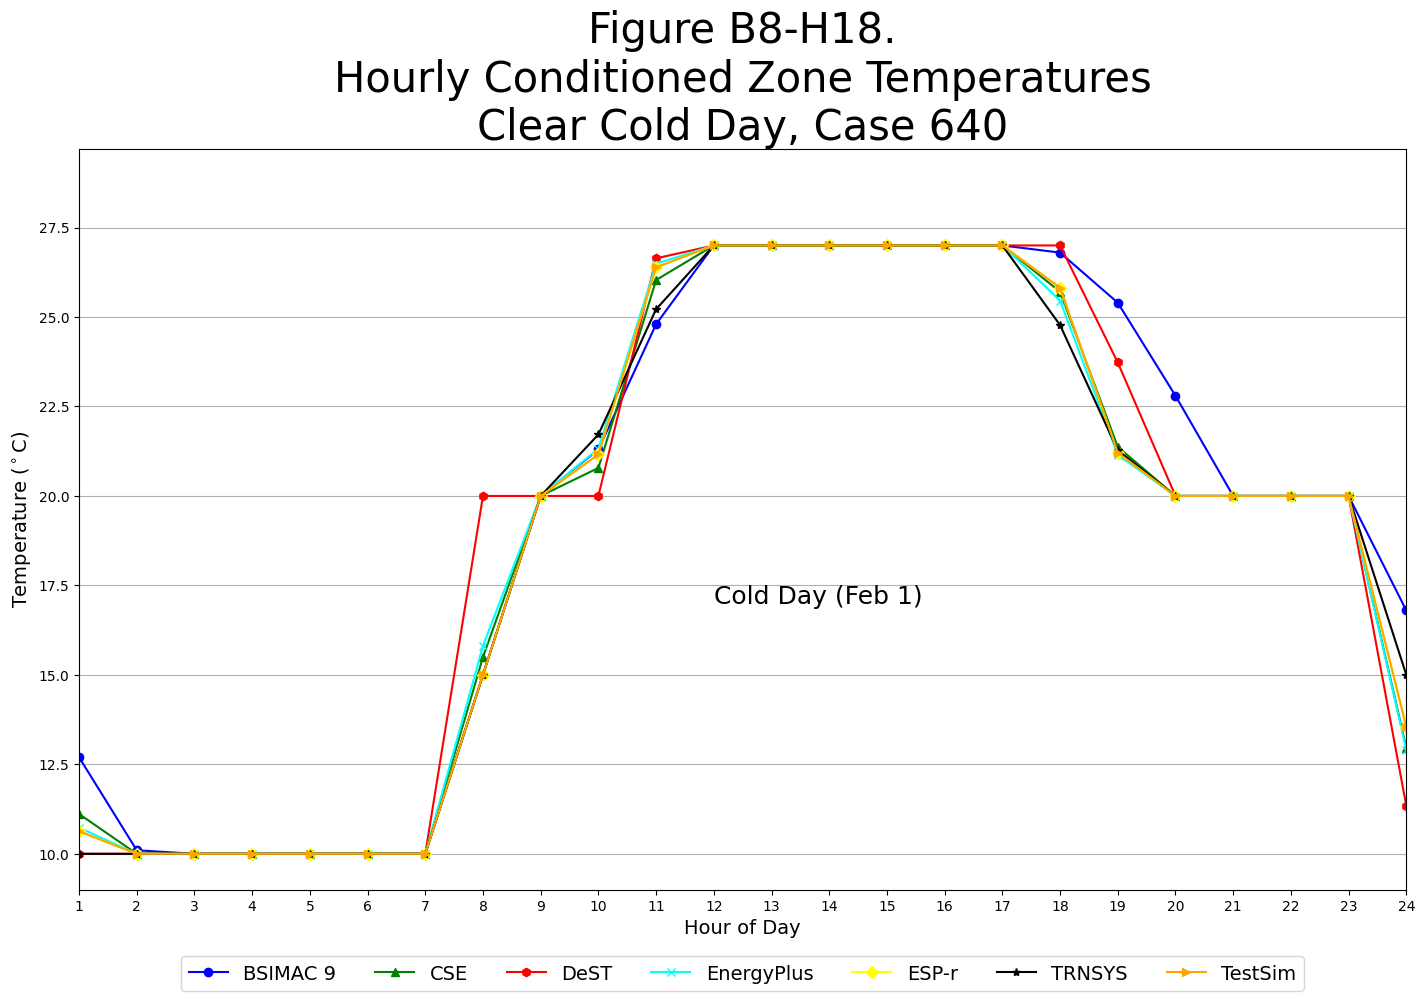 Figure B8-H18.
Hourly Conditioned Zone Temperatures
Clear Cold Day, Case 640
Temperature (°C)
27.5
25.0
22.5
20.0
17.5
15.0
12.5
10.0
Cold Day (Feb 1)
1 2 3 4 5 6 7 8 9 10 11 12 13 14 15 16 17 18 19 20 21 22 23 24
Hour of Day
BSIMAC 9 CSE DeST EnergyPlus ESP-r TRNSYS TestSim